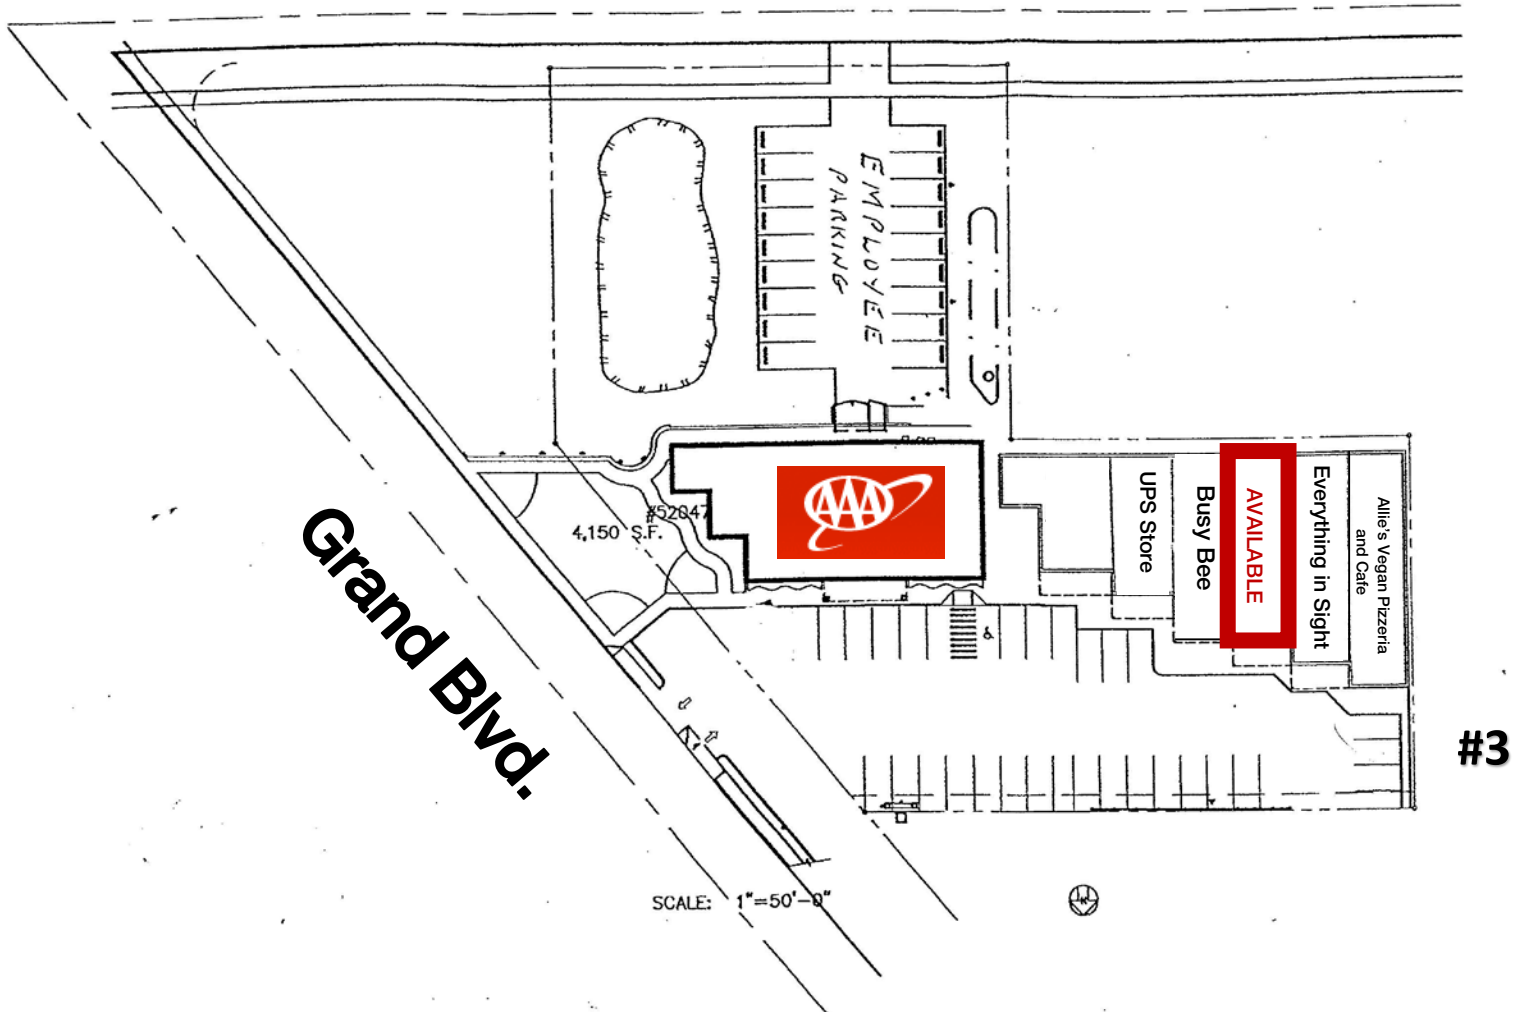 EMPLOYEE
PARKING
AAA
#52047
4,150 S.F.
UPS Store
Busy Bee
AVAILABLE
Everything in Sight
Allie's Vegan Pizzeria
and Cafe
Grand Blvd.
#3
SCALE: 1"=50'-0"